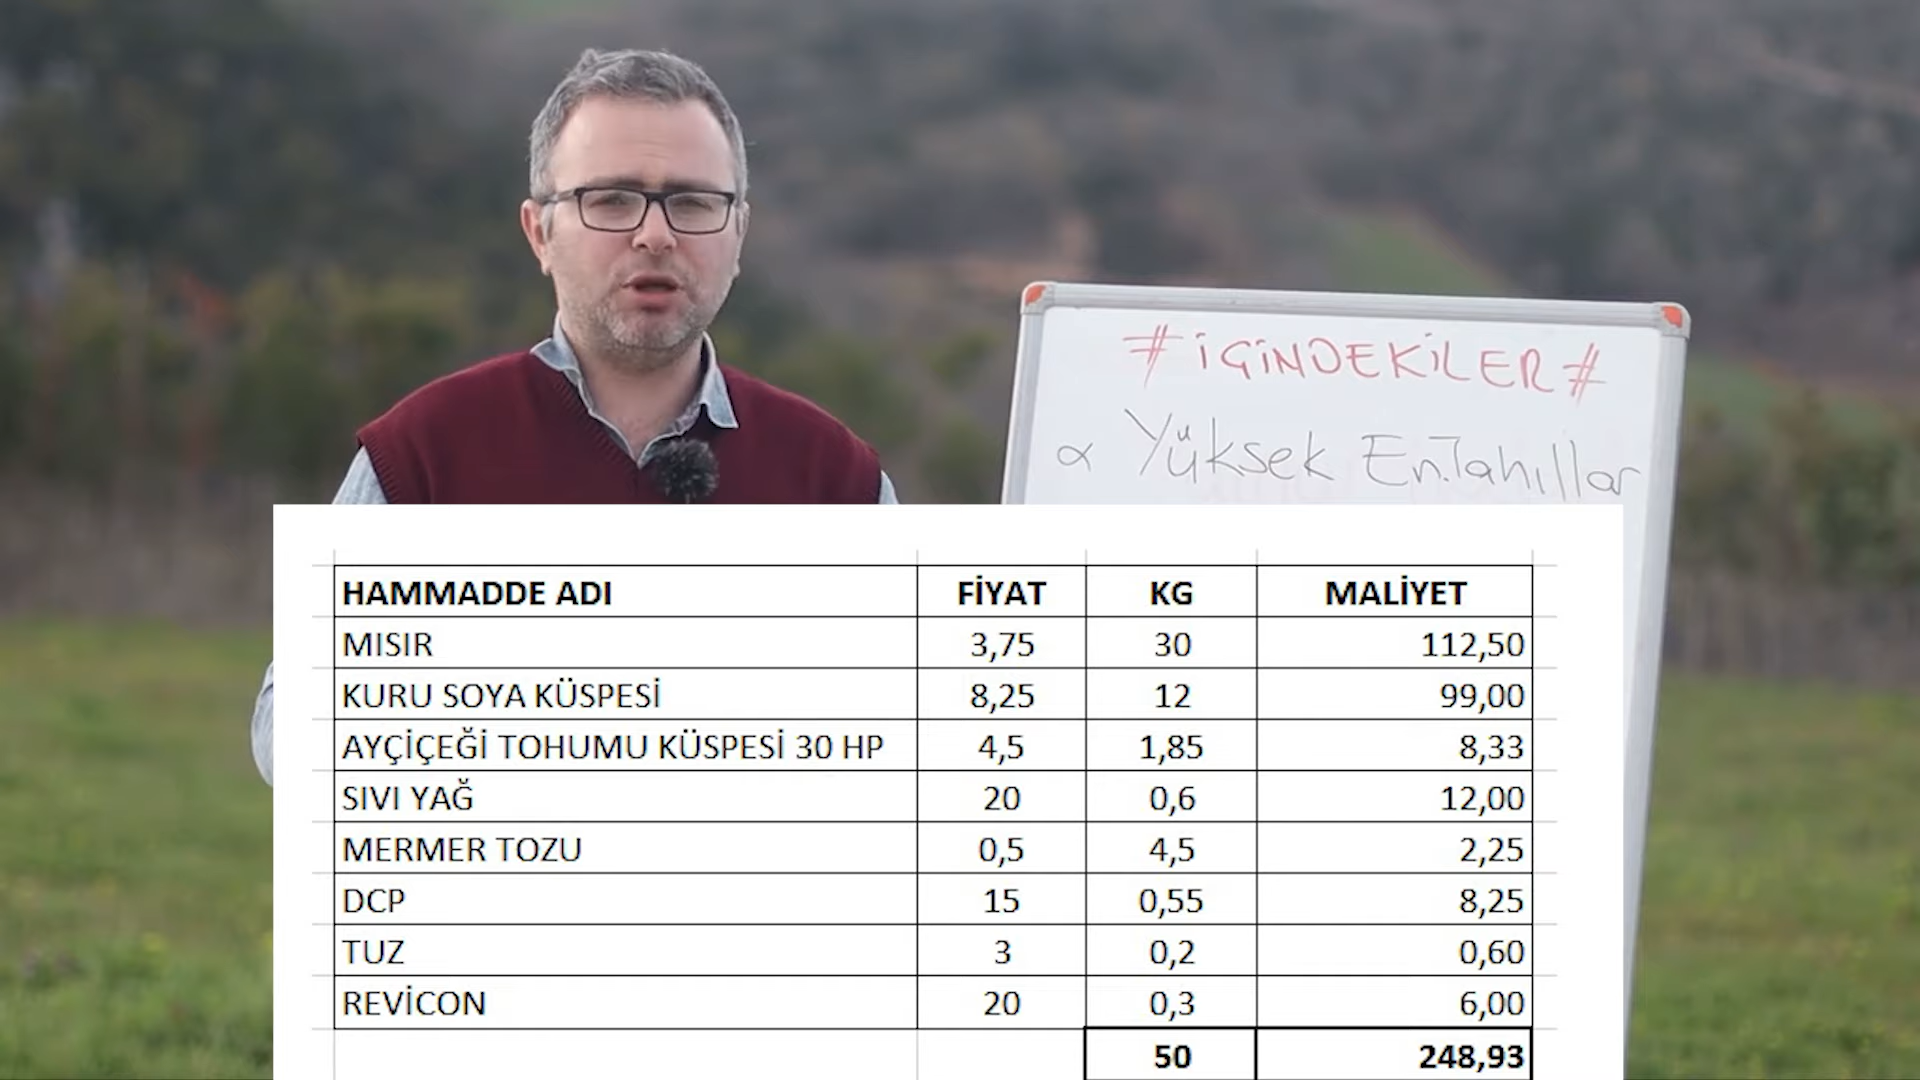 #İÇİNDEKİLER#
α Yüksek En.Tahıllar
HAMMADDE ADI FİYAT KG MALİYET
MISIR 3,75 30 112,50
KURU SOYA KÜSPESİ 8,25 12 99,00
AYÇİÇEĞİ TOHUMU KÜSPESİ 30 HP 4,5 1,85 8,33
SIVI YAĞ 20 0,6 12,00
MERMER TOZU 0,5 4,5 2,25
DCP 15 0,55 8,25
TUZ 3 0,2 0,60
REVİCON 20 0,3 6,00
50 248,93